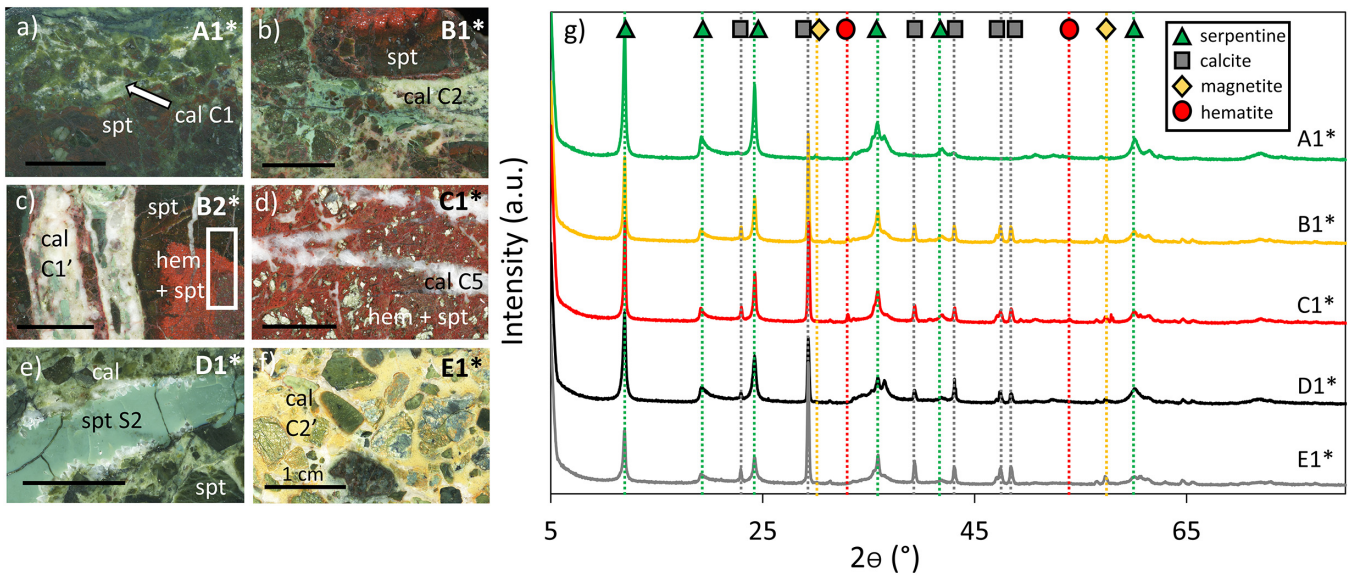 a)
A1*
cal C1
spt
b)
B1*
spt
cal C2
c)
B2*
spt
cal
C1’
hem
+ spt
d)
C1*
cal C5
hem + spt
e)
D1*
cal
spt S2
spt
f)
E1*
cal
C2’
1 cm
g)
serpentine
calcite
magnetite
hematite
A1*
B1*
C1*
D1*
E1*
Intensity (a.u.)
5
25
45
65
2ɵ (°)